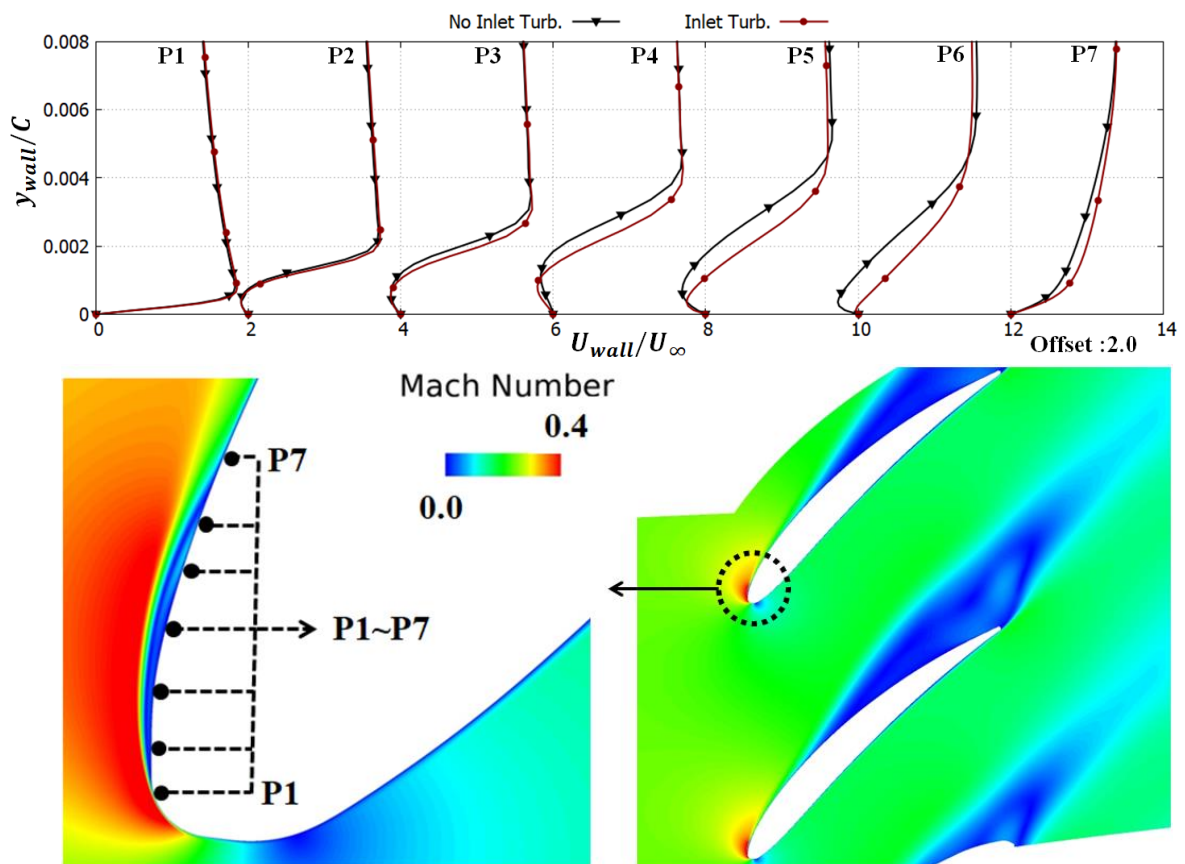 No Inlet Turb. Inlet Turb.
0.008 P1 P2 P3 P4 P5 P6 P7
0.006
0.004
0.002
0
y_wall/C
0 2 4 6 8 10 12 14
U_wall/U_∞
Offset :2.0
Mach Number
0.4
0.0
P7
P1~P7
P1